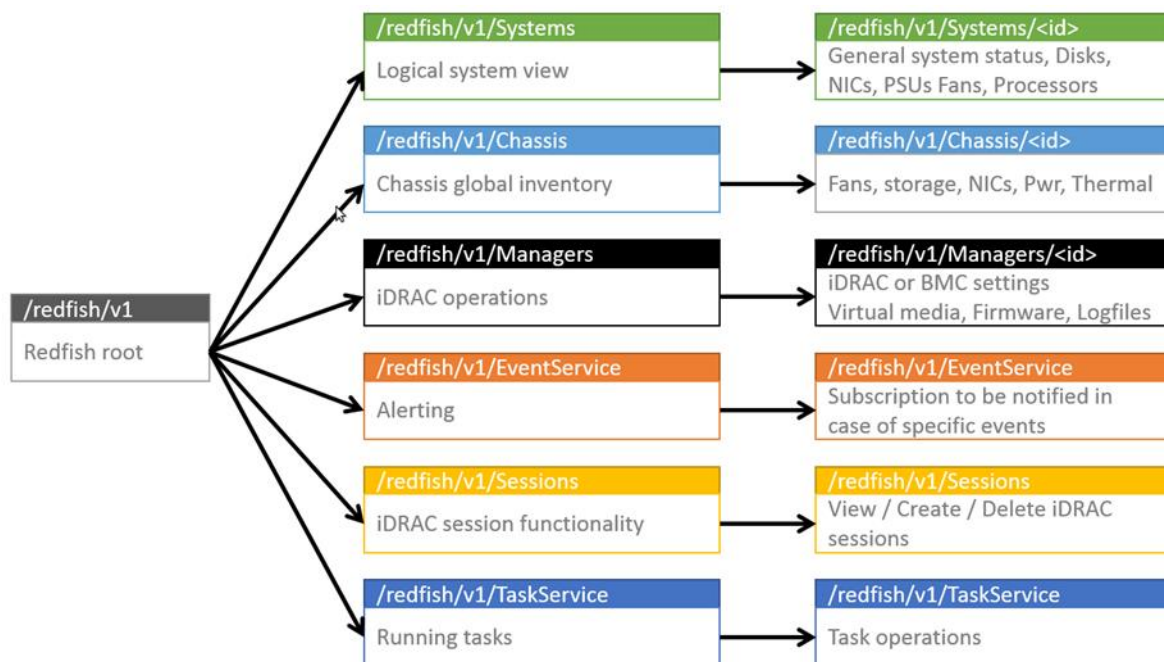 /redfish/v1
Redfish root
/redfish/v1/Systems
Logical system view
/redfish/v1/Systems/<id>
General system status, Disks,
NICs, PSUs Fans, Processors
/redfish/v1/Chassis
Chassis global inventory
/redfish/v1/Chassis/<id>
Fans, storage, NICs, Pwr, Thermal
/redfish/v1/Managers
iDRAC operations
/redfish/v1/Managers/<id>
iDRAC or BMC settings
Virtual media, Firmware, Logfiles
/redfish/v1/EventService
Alerting
/redfish/v1/EventService
Subscription to be notified in
case of specific events
/redfish/v1/Sessions
iDRAC session functionality
/redfish/v1/Sessions
View / Create / Delete iDRAC
sessions
/redfish/v1/TaskService
Running tasks
/redfish/v1/TaskService
Task operations